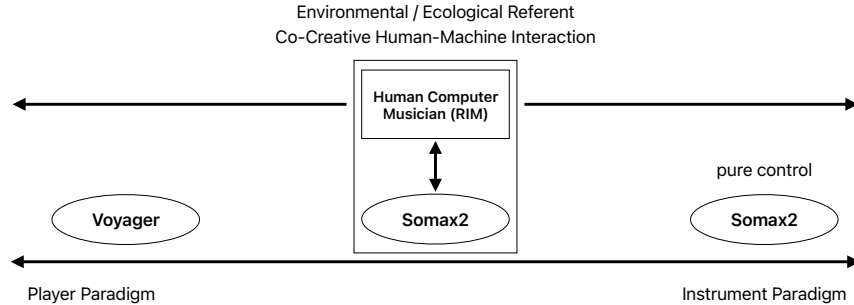 Environmental / Ecological Referent
Co-Creative Human-Machine Interaction
Human Computer
Musician (RIM)
pure control
Voyager
Somax2
Somax2
Player Paradigm
Instrument Paradigm